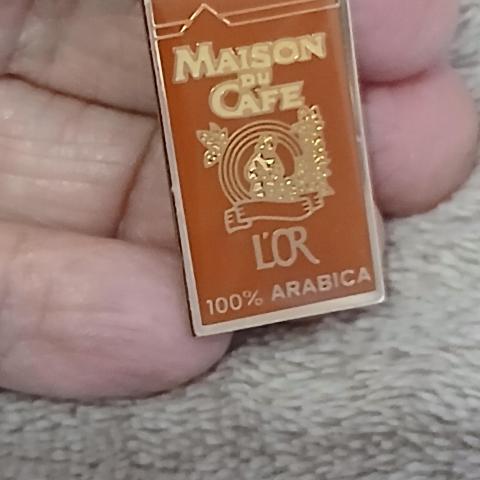 MAISON
DU
CAFE
L'OR
100% ARABICA